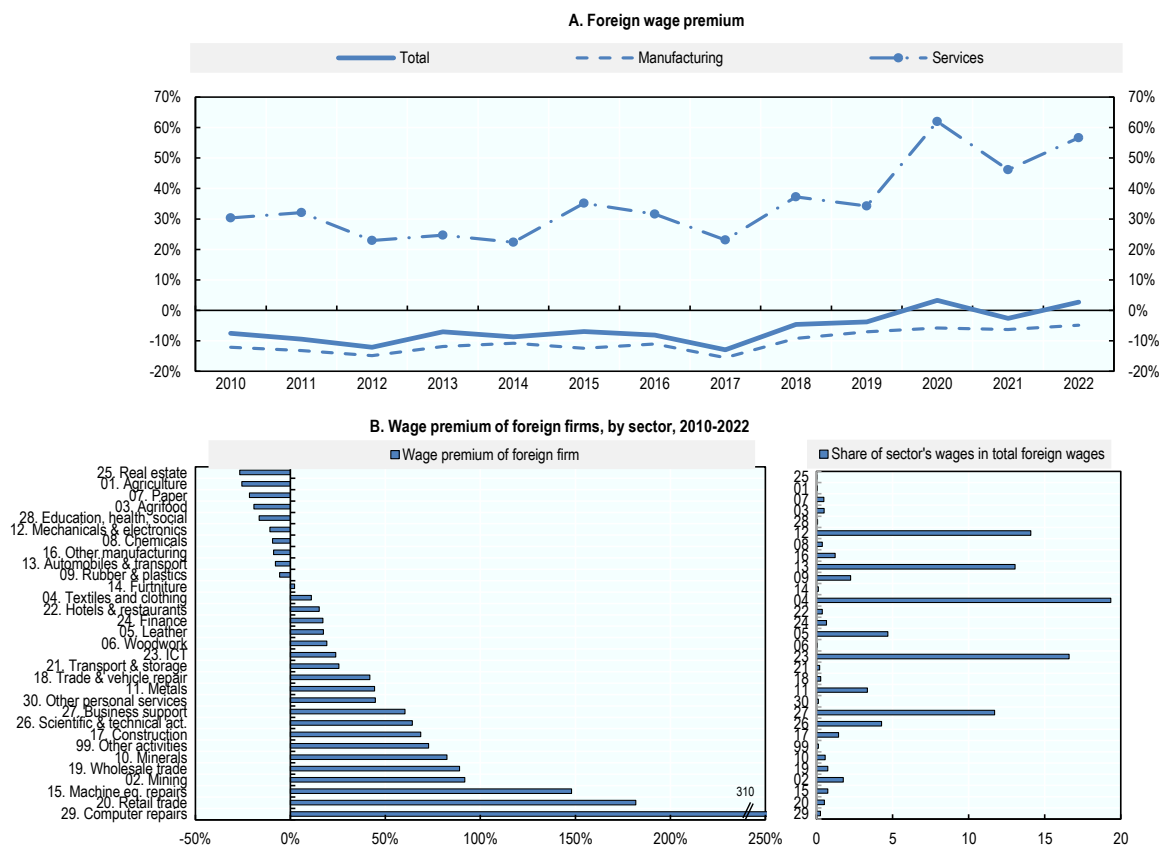 A. Foreign wage premium
Total Manufacturing Services
70% 70%
60% 60%
50% 50%
40% 40%
30% 30%
20% 20%
10% 10%
0% 0%
-10% -10%
-20% -20%
2010 2011 2012 2013 2014 2015 2016 2017 2018 2019 2020 2021 2022
B. Wage premium of foreign firms, by sector, 2010-2022
Wage premium of foreign firm
25. Real estate
01. Agriculture
07. Paper
03. Agrifood
28. Education, health, social
12. Mechanicals & electronics
08. Chemicals
16. Other manufacturing
13. Automobiles & transport
09. Rubber & plastics
14. Furtniture
04. Textiles and clothing
22. Hotels & restaurants
24. Finance
05. Leather
06. Woodwork
23. ICT
21. Transport & storage
18. Trade & vehicle repair
11. Metals
30. Other personal services
27. Business support
26. Scientific & technical act.
17. Construction
99. Other activities
10. Minerals
19. Wholesale trade
02. Mining
15. Machine eq. repairs
20. Retail trade
29. Computer repairs
310
-50% 0% 50% 100% 150% 200% 250%
Share of sector's wages in total foreign wages
25
01
07
03
28
12
08
16
13
09
14
04
22
24
05
06
23
21
18
11
30
27
26
17
99
10
19
02
15
20
29
0 5 10 15 20